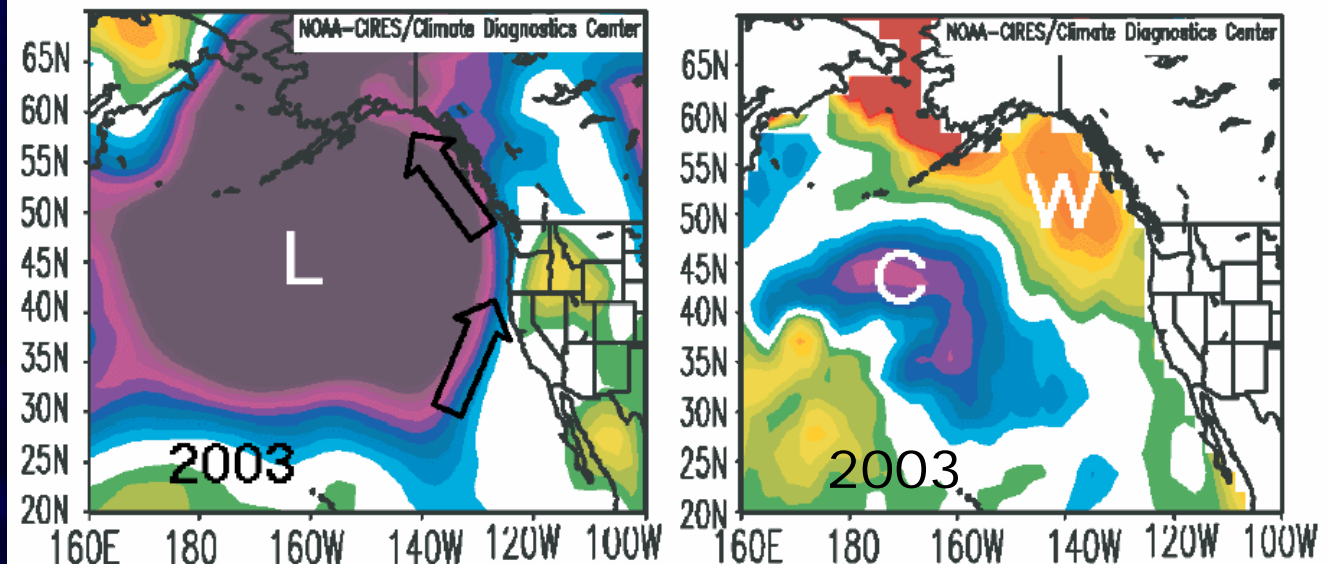 NOAA-CIRES/Climate Diagnostics Center
65N
60N
55N
50N
45N
40N
35N
30N
25N
20N
L
2003
160E 180 160W 140W 120W 100W
NOAA-CIRES/Climate Diagnostics Center
65N
60N
55N
50N
45N
40N
35N
30N
25N
20N
W
C
2003
160E 180 160W 140W 120W 100W